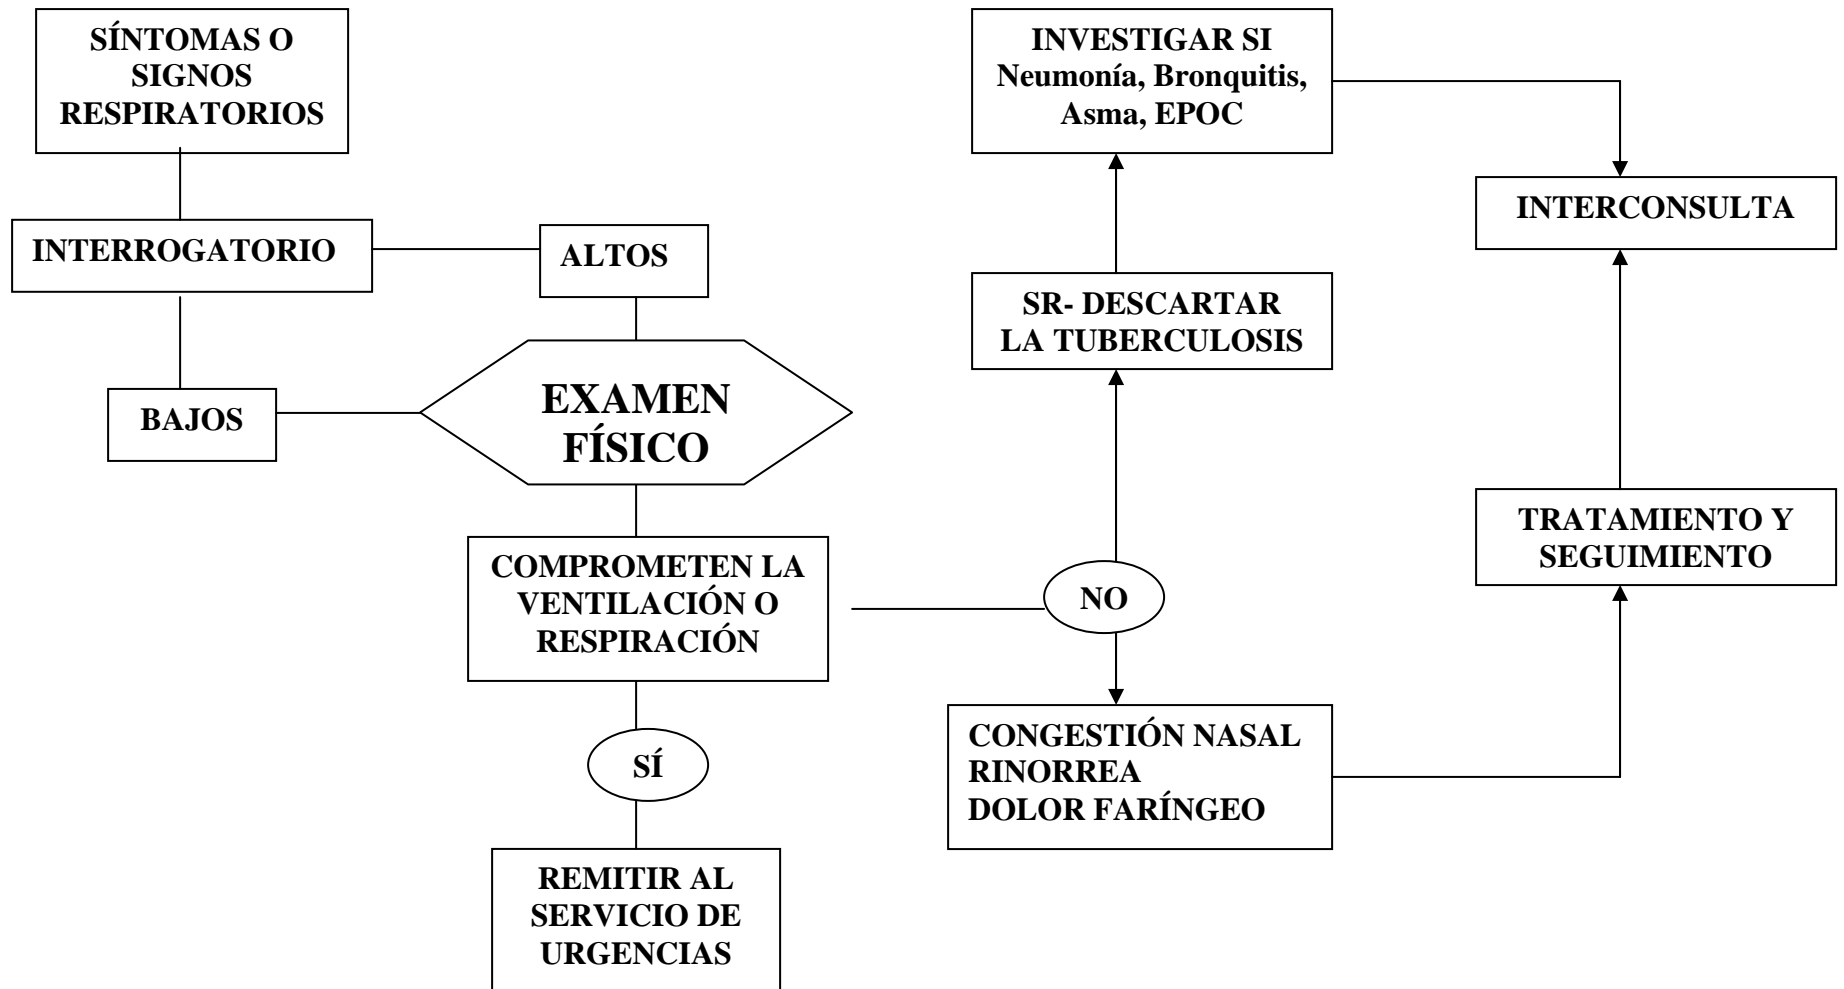 SÍNTOMAS O
SIGNOS
RESPIRATORIOS
INTERROGATORIO
ALTOS
BAJOS
EXAMEN
FÍSICO
COMPROMETEN LA
VENTILACIÓN O
RESPIRACIÓN
SÍ
REMITIR AL
SERVICIO DE
URGENCIAS
INVESTIGAR SI
Neumonía, Bronquitis,
Asma, EPOC
SR- DESCARTAR
LA TUBERCULOSIS
NO
CONGESTIÓN NASAL
RINORREA
DOLOR FARÍNGEO
INTERCONSULTA
TRATAMIENTO Y
SEGUIMIENTO